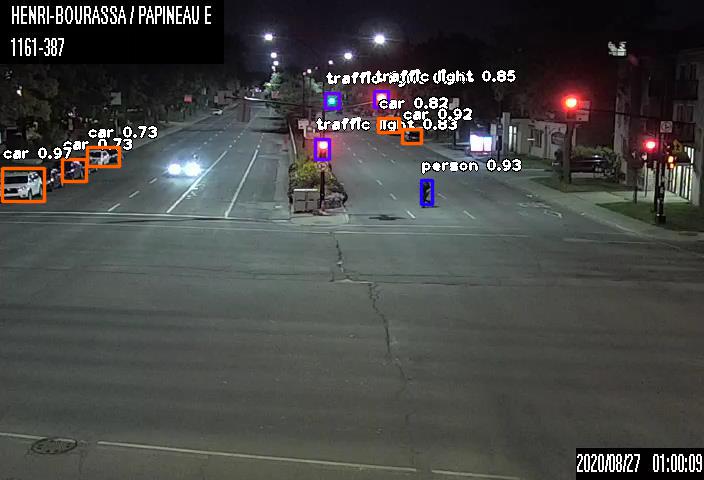 HENRI-BOURASSA / PAPINEAU E
1161-387
traffic light 0.85
car 0.82
car 0.92
traffic light 0.83
car 0.73
car 0.73
car 0.97
person 0.93
2020/08/27 01:00:09